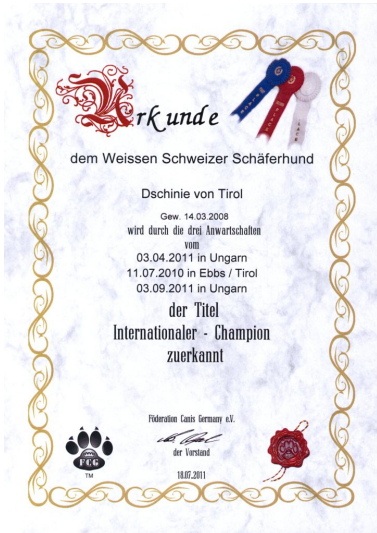 Urkunde
dem Weissen Schweizer Schäferhund
Dschinie von Tirol
Gew. 14.03.2008
wird durch die drei Anwartschaften
vom
03.04.2011 in Ungarn
11.07.2010 in Ebbs / Tirol
03.09.2011 in Ungarn
der Titel
Internationaler - Champion
zuerkannt
Föderation Canis Germany e.V.
der Vorstand
FCG
TM
18.07.2011